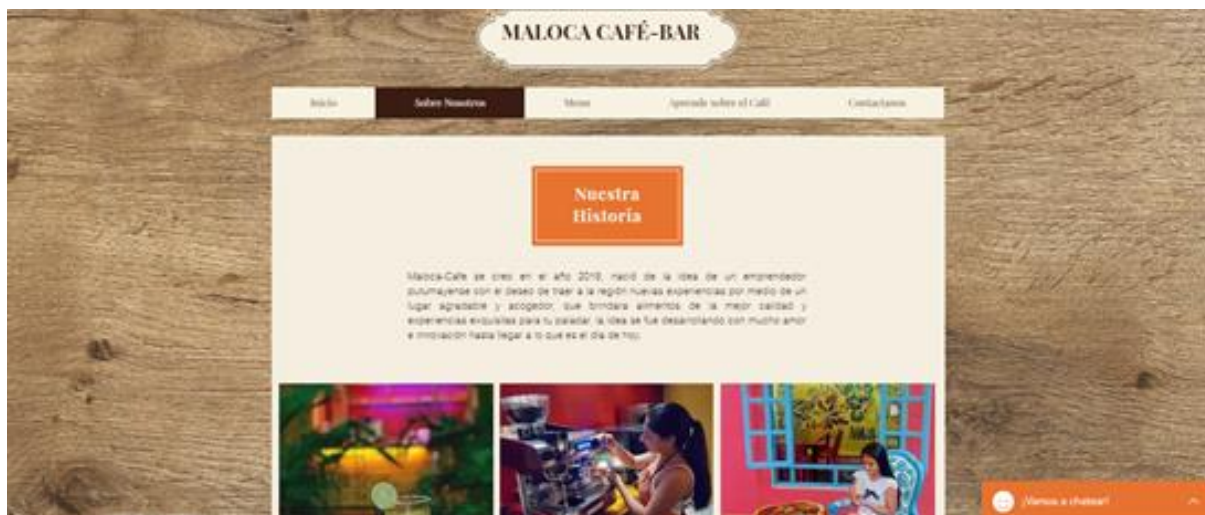 MALOCA CAFÉ-BAR
Inicio Sobre Nosotros Menu Aprende sobre el Café Contactanos
Nuestra
Historia
Maloca-Cafe se creo en el año 2019, nació de la idea de un emprendedor
putumayense con el deseo de traer a la región nuevas experiencias por medio de un
lugar agradable y acogedor, que brindara alimentos de la mejor calidad y
experiencias exquisitas para tu paladar, la idea se fue desarrollando con mucho amor
e innovación hasta llegar a lo que es el día de hoy.
¡Vamos a chatear!